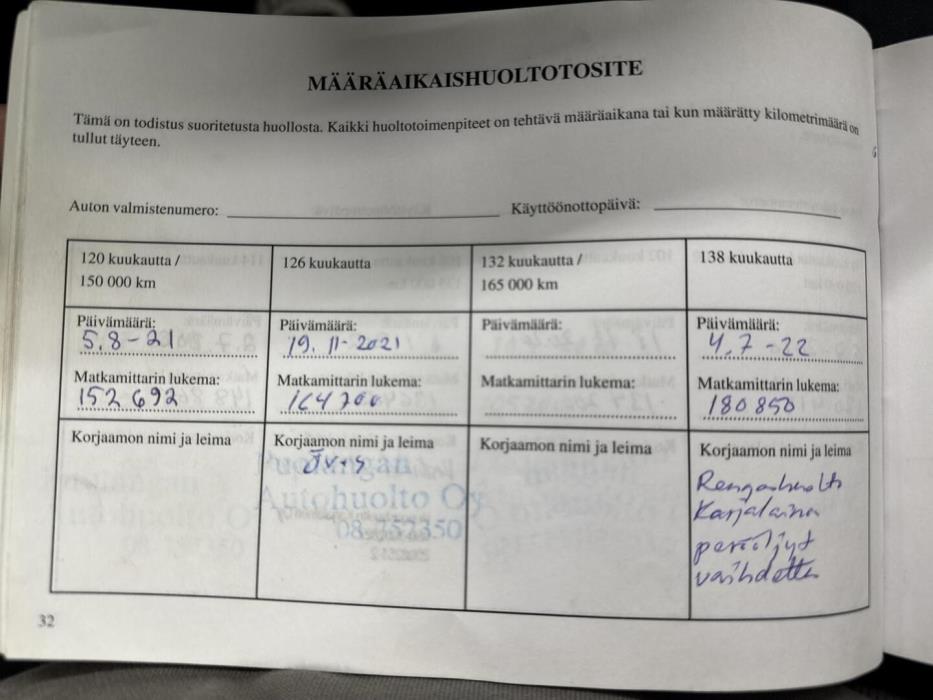 MÄÄRÄAIKAISHUOLTOTOSITE
Tämä on todistus suoritetusta huollosta. Kaikki huoltotoimenpiteet on tehtävä määräaikana tai kun määrätty kilometrimäärä on
tullut täyteen.
Auton valmistenumero: Käyttöönottopäivä:
120 kuukautta /
150 000 km
126 kuukautta
132 kuukautta /
165 000 km
138 kuukautta
Päivämäärä:
5.8-21
Päivämäärä:
19.11-2021
Päivämäärä:
Päivämäärä:
4.7-22
Matkamittarin lukema:
152 692
Matkamittarin lukema:
164 200
Matkamittarin lukema:
Matkamittarin lukema:
180 850
Korjaamon nimi ja leima
Korjaamon nimi ja leima
Puolangan
Autohuolto Oy
08-757350
Korjaamon nimi ja leima
Korjaamon nimi ja leima
Rengashuolto
Karjalainen
peräöljyt
vaihdettu
32